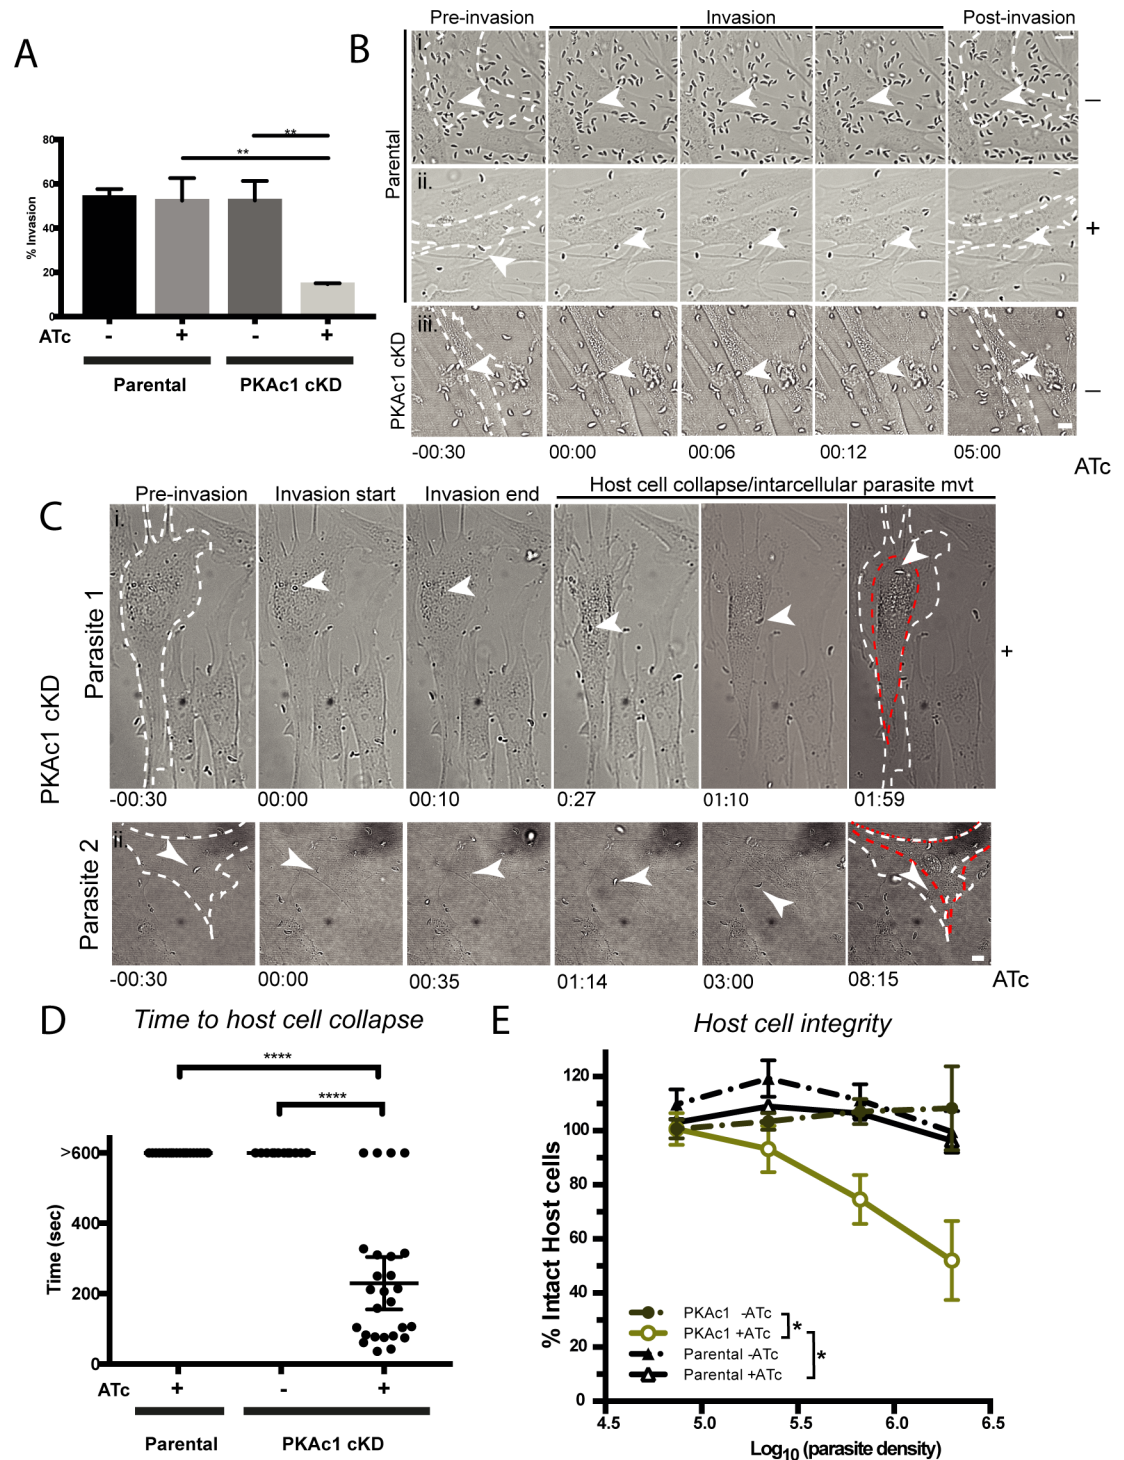 A
**
**
80
60
40
20
0
% Invasion
ATc
- + - +
Parental PKAc1 cKD
B
Pre-invasion Invasion Post-invasion
Parental
i.
–
ii.
+
PKAc1 cKD
iii.
–
-00:30 00:00 00:06 00:12 05:00
ATc
C
Pre-invasion Invasion start Invasion end Host cell collapse/intarcellular parasite mvt
PKAc1 cKD
Parasite 1
i.
+
-00:30 00:00 00:10 0:27 01:10 01:59
Parasite 2
ii
-00:30 00:00 00:35 01:14 03:00 08:15 ATc
D
Time to host cell collapse
****
****
>600
400
200
0
Time (sec)
ATc + - +
Parental PKAc1 cKD
E
Host cell integrity
120
100
80
60
40
20
0
% Intact Host cells
PKAc1 -ATc
PKAc1 +ATc
Parental -ATc
Parental +ATc
*
*
4.5 5.0 5.5 6.0 6.5
Log10 (parasite density)